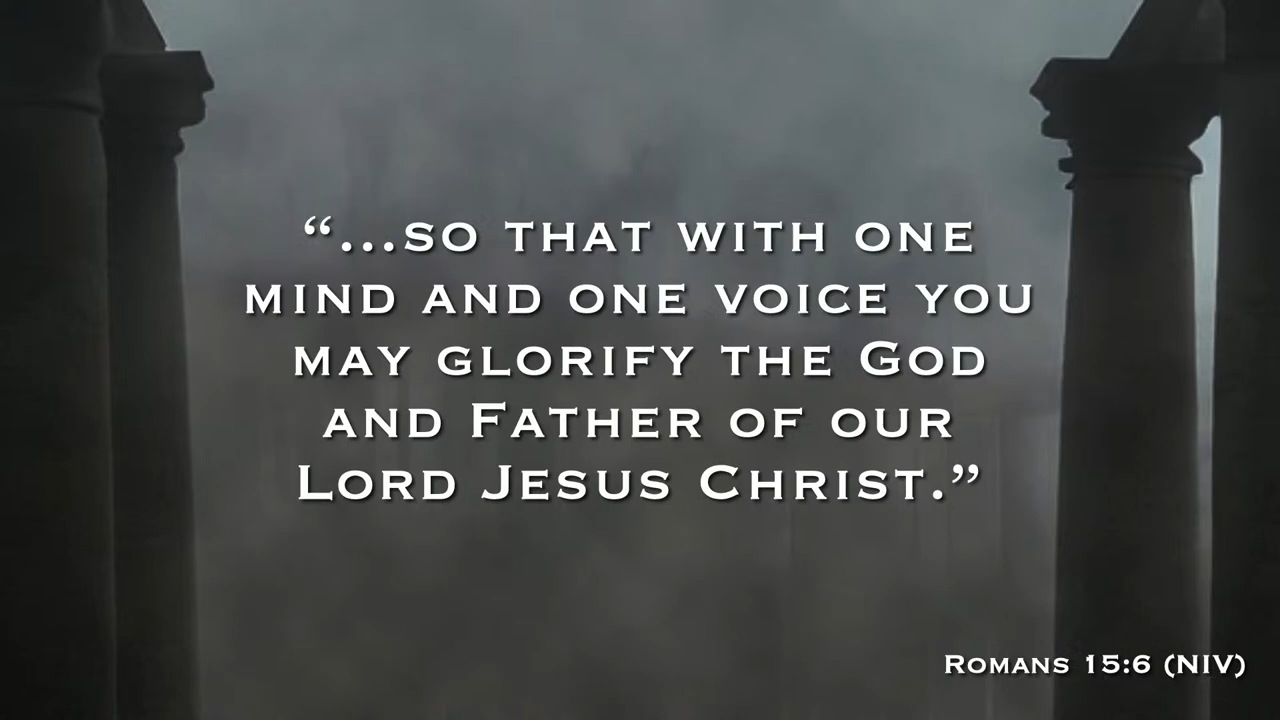 “...so that with one
mind and one voice you
may glorify the God
and Father of our
Lord Jesus Christ.”
Romans 15:6 (NIV)